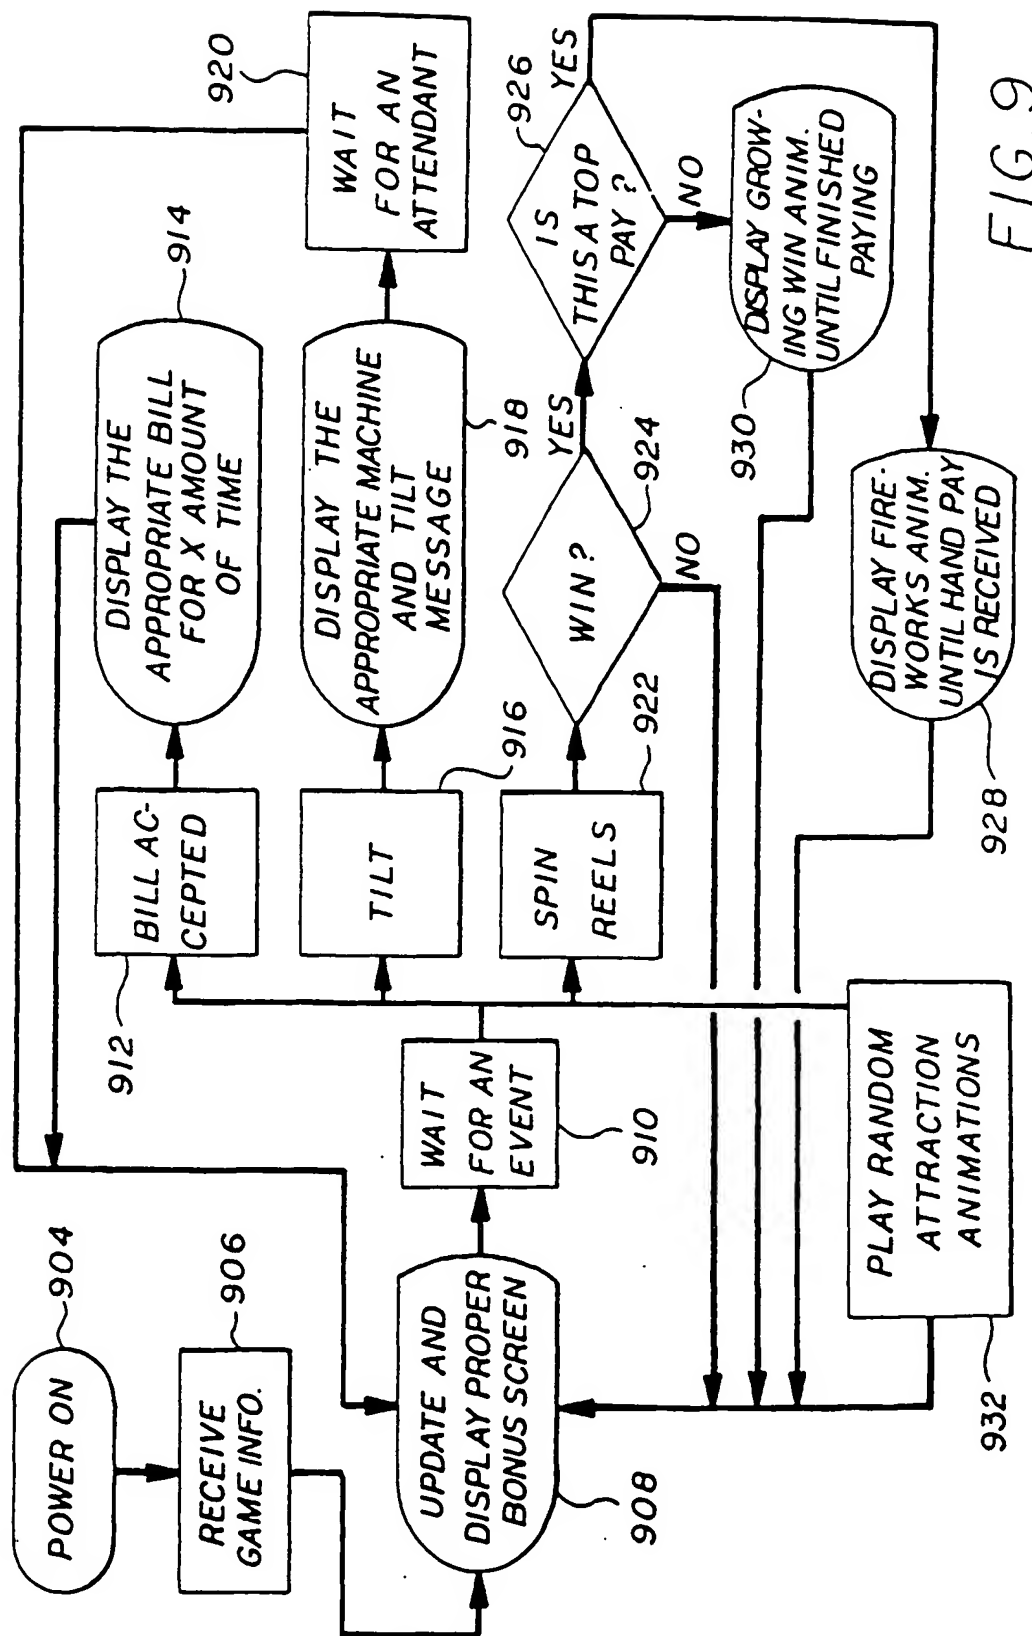 POWER ON
904
RECEIVE
GAME INFO.
906
UPDATE AND
DISPLAY PROPER
BONUS SCREEN
908
WAIT
FOR AN
EVENT
910
BILL AC-
CEPTED
912
DISPLAY THE
APPROPRIATE BILL
FOR X AMOUNT
OF TIME
914
TILT
916
DISPLAY THE
APPROPRIATE MACHINE
AND TILT
MESSAGE
918
WAIT
FOR AN
ATTENDANT
920
SPIN
REELS
922
WIN?
924
YES
NO
IS
THIS A TOP
PAY?
926
YES
NO
DISPLAY GROW-
ING WIN ANIM.
UNTIL FINISHED
PAYING
930
DISPLAY FIRE-
WORKS ANIM.
UNTIL HAND PAY
IS RECEIVED
928
PLAY RANDOM
ATTRACTION
ANIMATIONS
932
FIG. 9